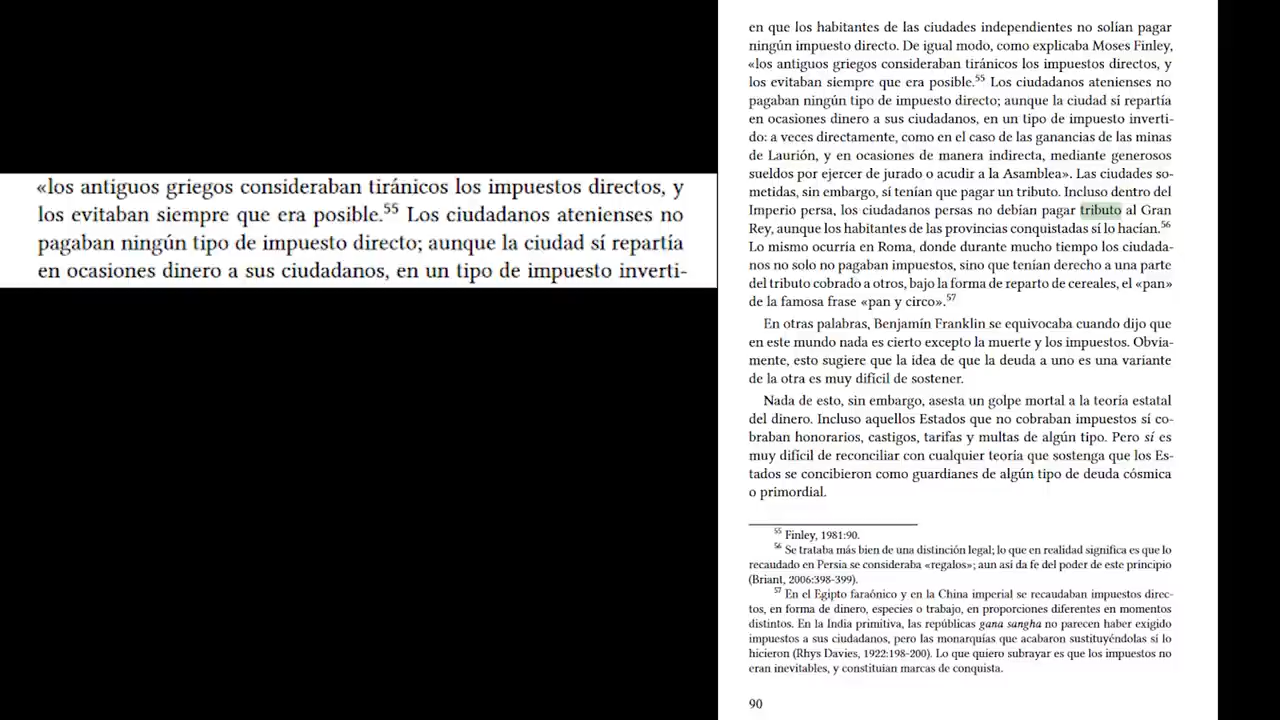 «los antiguos griegos consideraban tiránicos los impuestos directos, y
los evitaban siempre que era posible.55 Los ciudadanos atenienses no
pagaban ningún tipo de impuesto directo; aunque la ciudad sí repartía
en ocasiones dinero a sus ciudadanos, en un tipo de impuesto inverti-
en que los habitantes de las ciudades independientes no solían pagar
ningún impuesto directo. De igual modo, como explicaba Moses Finley,
«los antiguos griegos consideraban tiránicos los impuestos directos, y
los evitaban siempre que era posible.55 Los ciudadanos atenienses no
pagaban ningún tipo de impuesto directo; aunque la ciudad sí repartía
en ocasiones dinero a sus ciudadanos, en un tipo de impuesto inverti-
do: a veces directamente, como en el caso de las ganancias de las minas
de Laurión, y en ocasiones de manera indirecta, mediante generosos
sueldos por ejercer de jurado o acudir a la Asamblea». Las ciudades so-
metidas, sin embargo, sí tenían que pagar un tributo. Incluso dentro del
Imperio persa, los ciudadanos persas no debían pagar tributo al Gran
Rey, aunque los habitantes de las provincias conquistadas sí lo hacían.56
Lo mismo ocurría en Roma, donde durante mucho tiempo los ciudada-
nos no solo no pagaban impuestos, sino que tenían derecho a una parte
del tributo cobrado a otros, bajo la forma de reparto de cereales, el «pan»
de la famosa frase «pan y circo».57
En otras palabras, Benjamín Franklin se equivocaba cuando dijo que
en este mundo nada es cierto excepto la muerte y los impuestos. Obvia-
mente, esto sugiere que la idea de que la deuda a uno es una variante
de la otra es muy difícil de sostener.
Nada de esto, sin embargo, asesta un golpe mortal a la teoría estatal
del dinero. Incluso aquellos Estados que no cobraban impuestos sí co-
braban honorarios, castigos, tarifas y multas de algún tipo. Pero sí es
muy difícil de reconciliar con cualquier teoría que sostenga que los Es-
tados se concibieron como guardianes de algún tipo de deuda cósmica
o primordial.
55 Finley, 1981:90.
56 Se trataba más bien de una distinción legal; lo que en realidad significa es que lo
recaudado en Persia se consideraba «regalos»; aun así da fe del poder de este principio
(Briant, 2006:398-399).
57 En el Egipto faraónico y en la China imperial se recaudaban impuestos direc-
tos, en forma de dinero, especies o trabajo, en proporciones diferentes en momentos
distintos. En la India primitiva, las repúblicas gana sangha no parecen haber exigido
impuestos a sus ciudadanos, pero las monarquías que acabaron sustituyéndolas sí lo
hicieron (Rhys Davies, 1922:198-200). Lo que quiero subrayar es que los impuestos no
eran inevitables, y constituían marcas de conquista.
90